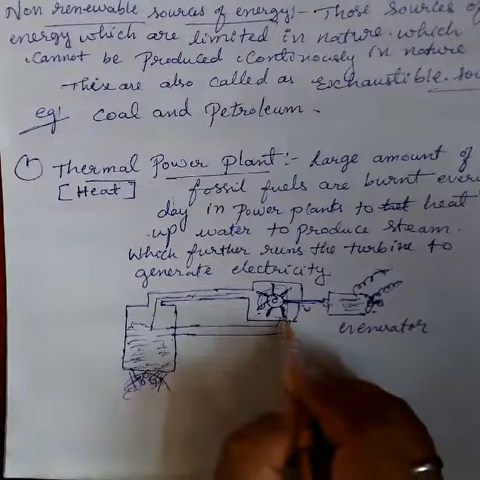 Non renewable sources of energy:- Those sources of
energy which are limited in nature. which
cannot be produced continously in nature
These are also called as exhaustible sou
eg: Coal and Petroleum.
① Thermal Power plant:- Large amount of
[Heat] fossil fuels are burnt every
day in power plants to heat
up water to produce steam.
Which further runs the turbine to
generate electricity
Generator